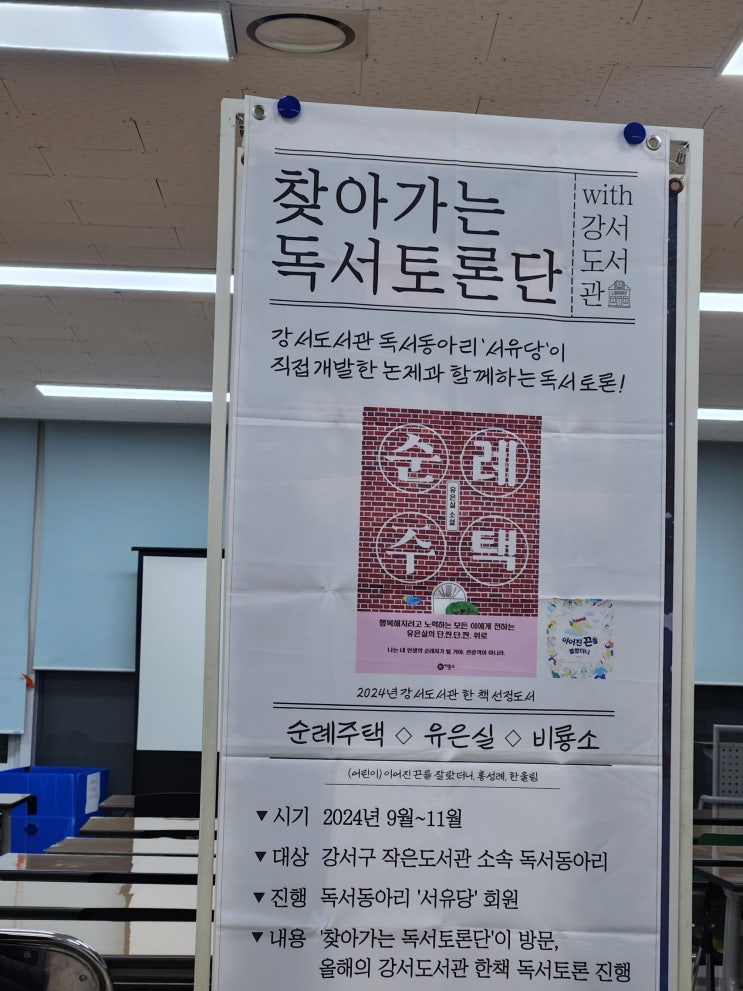 찾아가는
독서토론단
with
강서
도서
관
LIBRARY
강서도서관 독서동아리 '서유당'이
직접개발한 논제과 함께하는독서토론!
순례
주택
유은실 소설
행복해지려고 노력하는 모든 이에게 전하는
유은실의 단.짠.단.짠. 위로
나는 내 인생의 순례자가 될 거야. 관광객이 아니라.
비룡소
이어진 끈을
잘랐더니
2024년 강서도서관 한 책 선정도서
순례주택 ◇ 유은실 ◇ 비룡소
(어린이) 이어진 끈을 잘랐더니, 홍성례, 한울림
▼시기 2024년 9월~11월
▼대상 강서구 작은도서관 소속 독서동아리
▼진행 독서동아리 '서유당' 회원
▼내용 '찾아가는 독서토론단'이 방문,
올해의 강서도서관 한책 독서토론 진행